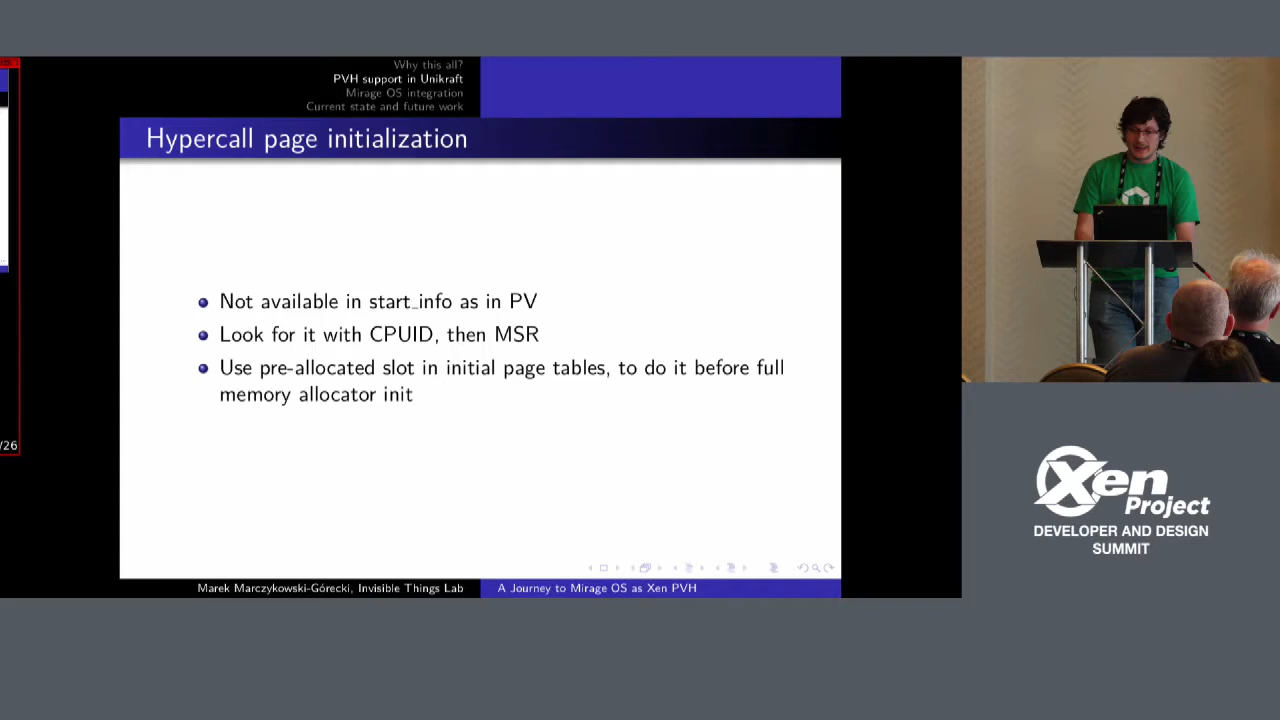 Why this all?
PVH support in Unikraft
Mirage OS integration
Current state and future work
Hypercall page initialization
Not available in start_info as in PV
Look for it with CPUID, then MSR
Use pre-allocated slot in initial page tables, to do it before full
memory allocator init
/26
Marek Marczykowski-Górecki, Invisible Things Lab
A Journey to Mirage OS as Xen PVH
Xen
Project
DEVELOPER AND DESIGN
SUMMIT